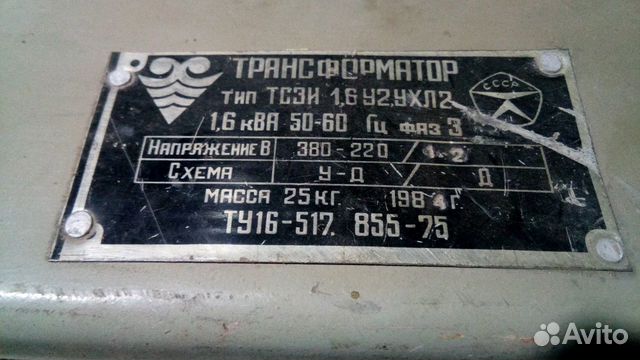 ТРАНСФОРМАТОР
СССР
ТИП ТСЗИ 1,6 У2,УХЛ2
1,6 кВА 50-60 Гц ФАЗ 3
НАПРЯЖЕНИЕ В 380-220 / 12
СХЕМА У-Д / Д
МАССА 25 КГ. 1984 г.
ТУ16-517. 855-75
Avito